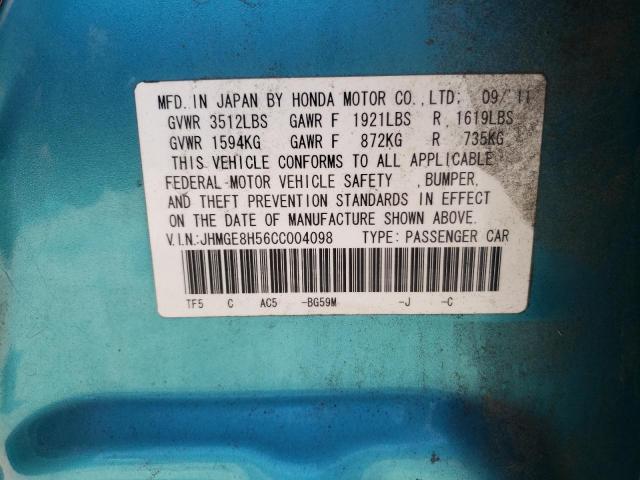 MFD. IN JAPAN BY HONDA MOTOR CO., LTD; 09/11
GVWR 3512LBS GAWR F 1921LBS R 1619LBS
GVWR 1594KG GAWR F 872KG R 735KG
THIS VEHICLE CONFORMS TO ALL APPLICABLE
FEDERAL MOTOR VEHICLE SAFETY , BUMPER,
AND THEFT PREVENTION STANDARDS IN EFFECT
ON THE DATE OF MANUFACTURE SHOWN ABOVE.
V.I.N.:JHMGE8H56CC004098 TYPE: PASSENGER CAR
TF5 C AC5 -BG59M -J -C